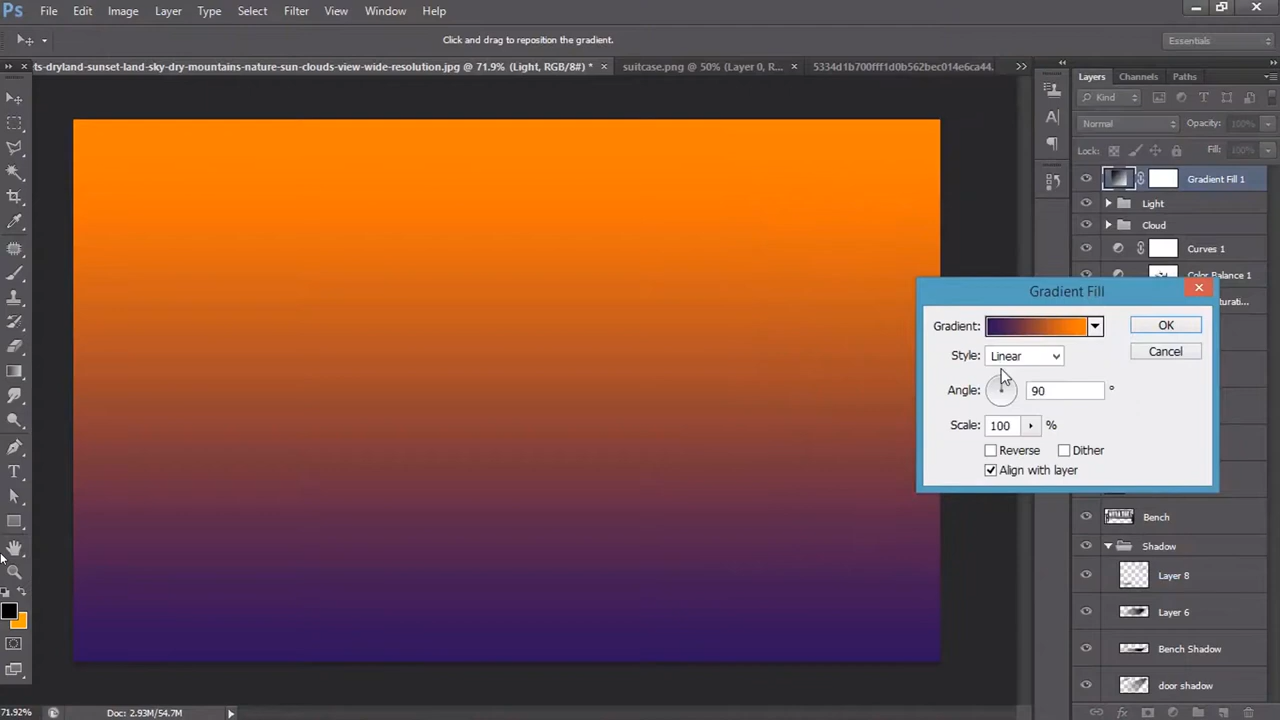 Ps File Edit Image Layer Type Select Filter View Window Help
Click and drag to reposition the gradient.
Essentials
ts-dryland-sunset-land-sky-dry-mountains-nature-sun-clouds-view-wide-resolution.jpg @ 71.9% (Light, RGB/8#) * × suitcase.png @ 50% (Layer 0, R... × 5334d1b700fff1d0b562bec014e6ca44. >>
Layers Channels Paths
Kind
Normal Opacity: 100%
Lock: Fill: 100%
Gradient Fill 1
Light
Cloud
Curves 1
Color Balance 1
Gradient Fill
Gradient: OK
Style: Linear Cancel
Angle: 90 °
Scale: 100 %
Reverse Dither
Align with layer
Bench
Shadow
Layer 8
Layer 6
Bench Shadow
door shadow
71.92% Doc: 2.93M/54.7M